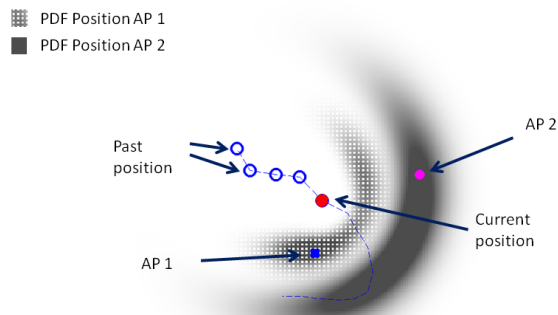 PDF Position AP 1
PDF Position AP 2
AP 2
Past
position
Current
position
AP 1